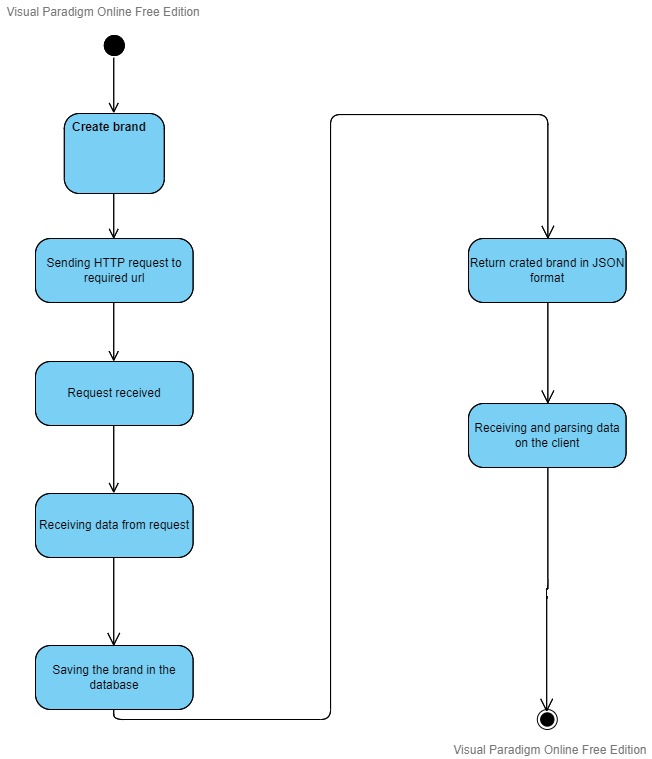 Visual Paradigm Online Free Edition
Create brand
Sending HTTP request to
required url
Request received
Receiving data from request
Saving the brand in the
database
Return crated brand in JSON
format
Receiving and parsing data
on the client
Visual Paradigm Online Free Edition